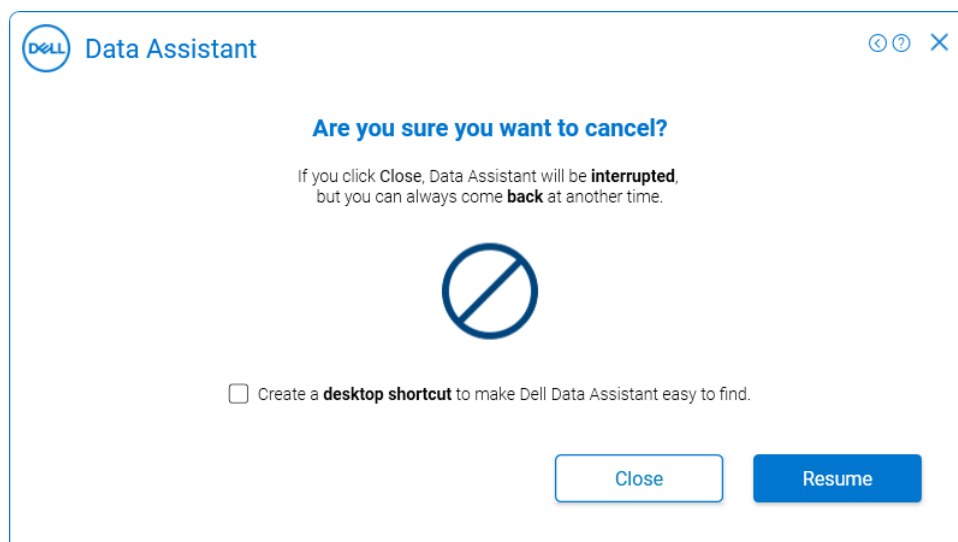 DELL
Data Assistant
Are you sure you want to cancel?
If you click Close, Data Assistant will be interrupted,
but you can always come back at another time.
Create a desktop shortcut to make Dell Data Assistant easy to find.
Close
Resume